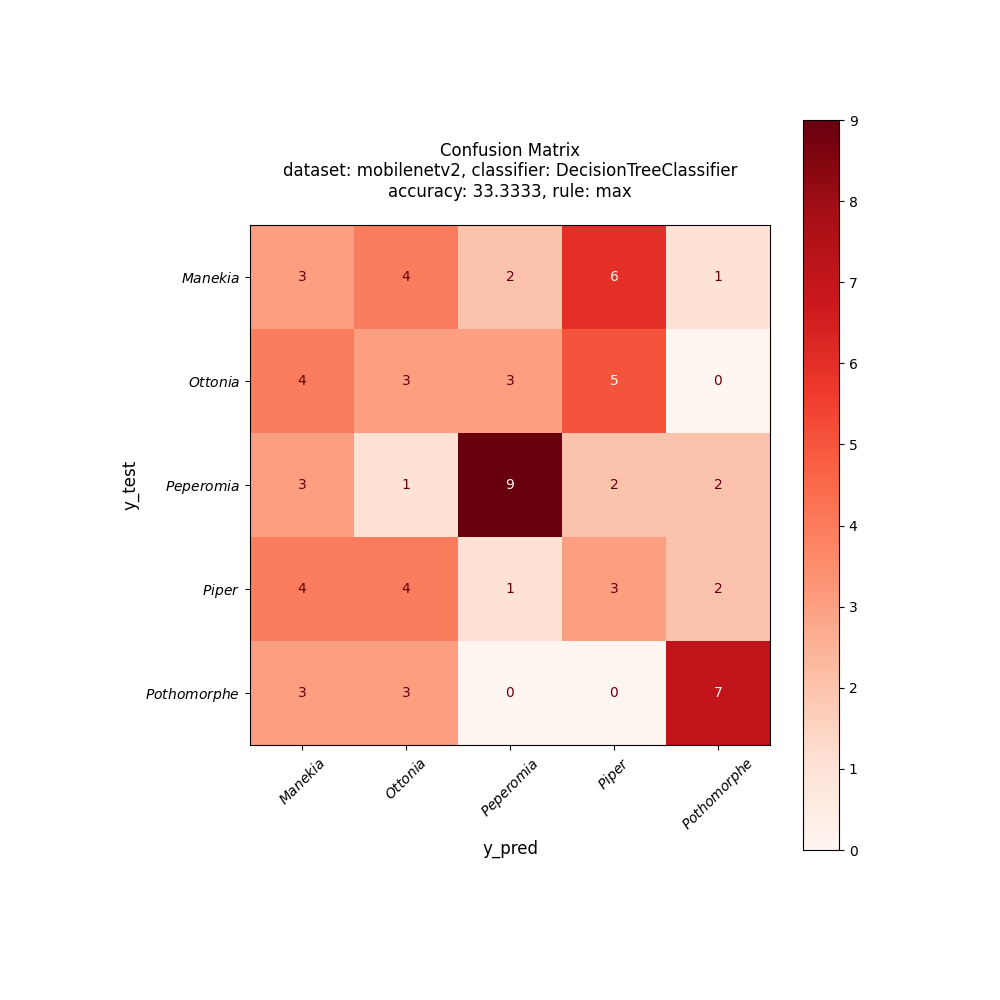 Confusion Matrix
dataset: mobilenetv2, classifier: DecisionTreeClassifier
accuracy: 33.3333, rule: max
y_test
Manekia 3 4 2 6 1
Ottonia 4 3 3 5 0
Peperomia 3 1 9 2 2
Piper 4 4 1 3 2
Pothomorphe 3 3 0 0 7
Manekia Ottonia Peperomia Piper Pothomorphe
y_pred
9
8
7
6
5
4
3
2
1
0